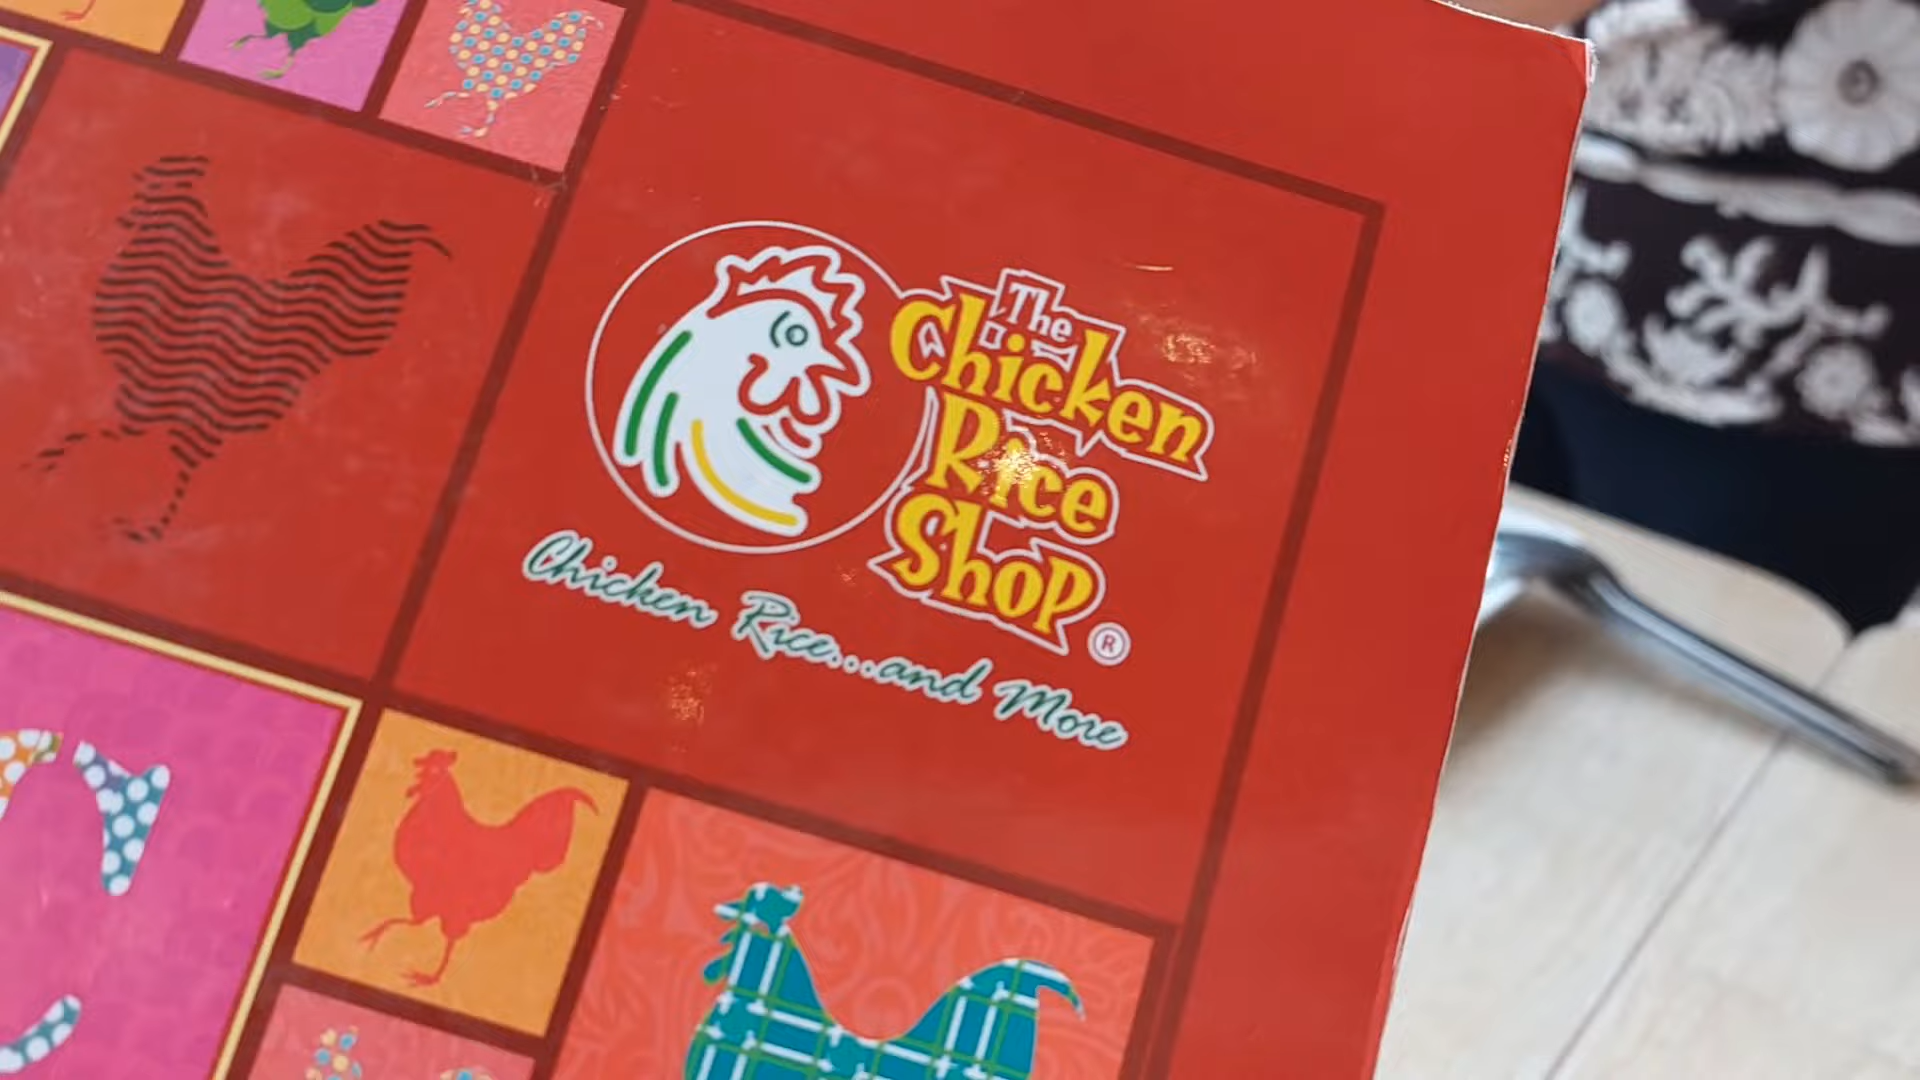 The
Chicken
Rice
Shop
®
Chicken Rice...and More